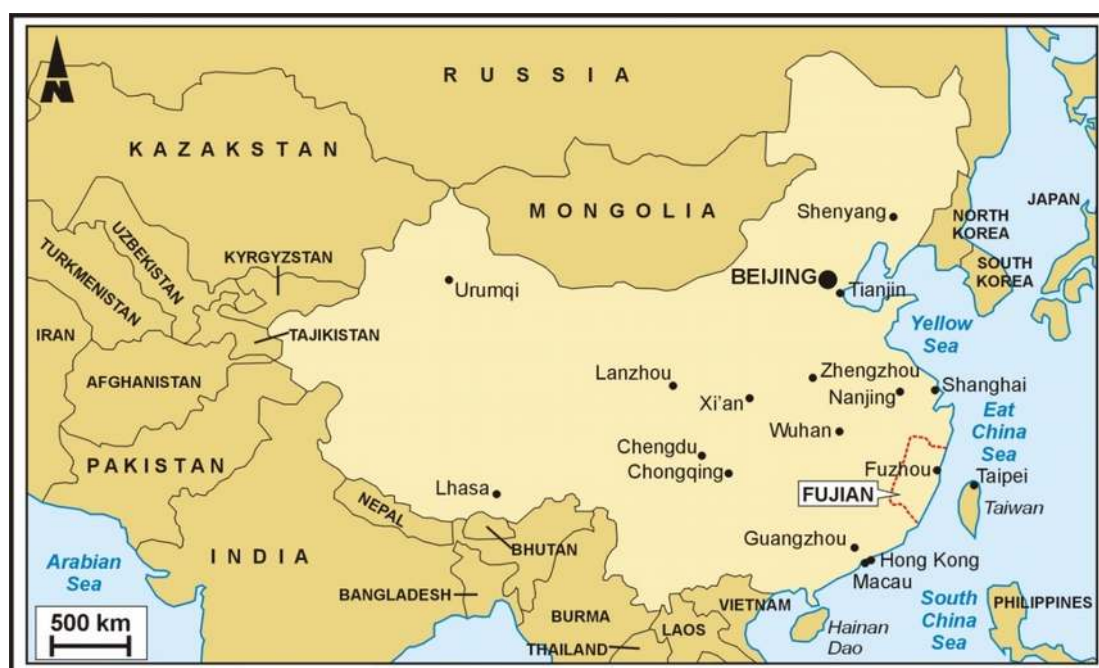 N
RUSSIA
KAZAKSTAN
MONGOLIA
JAPAN
Shenyang
NORTH
KOREA
UZBEKISTAN
TURKMENISTAN
KYRGYZSTAN
SOUTH
KOREA
BEIJING
Urumqi
Tianjin
IRAN
TAJIKISTAN
Yellow
Sea
AFGHANISTAN
Lanzhou
Zhengzhou
Xi'an
Nanjing
Shanghai
Eat
China
Sea
Wuhan
Chengdu
Chongqing
PAKISTAN
Fuzhou
Taipei
Lhasa
NEPAL
FUJIAN
Taiwan
INDIA
BHUTAN
Guangzhou
Hong Kong
Macau
Arabian
Sea
BANGLADESH
BURMA
VIETNAM
South
China
Sea
PHILIPPINES
500 km
LAOS
Hainan
Dao
THAILAND